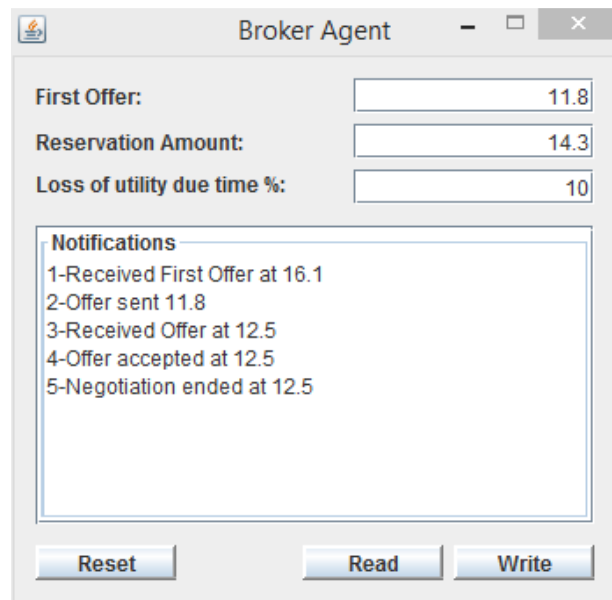 Broker Agent
First Offer: 11.8
Reservation Amount: 14.3
Loss of utility due time %: 10
Notifications
1-Received First Offer at 16.1
2-Offer sent 11.8
3-Received Offer at 12.5
4-Offer accepted at 12.5
5-Negotiation ended at 12.5
Reset Read Write